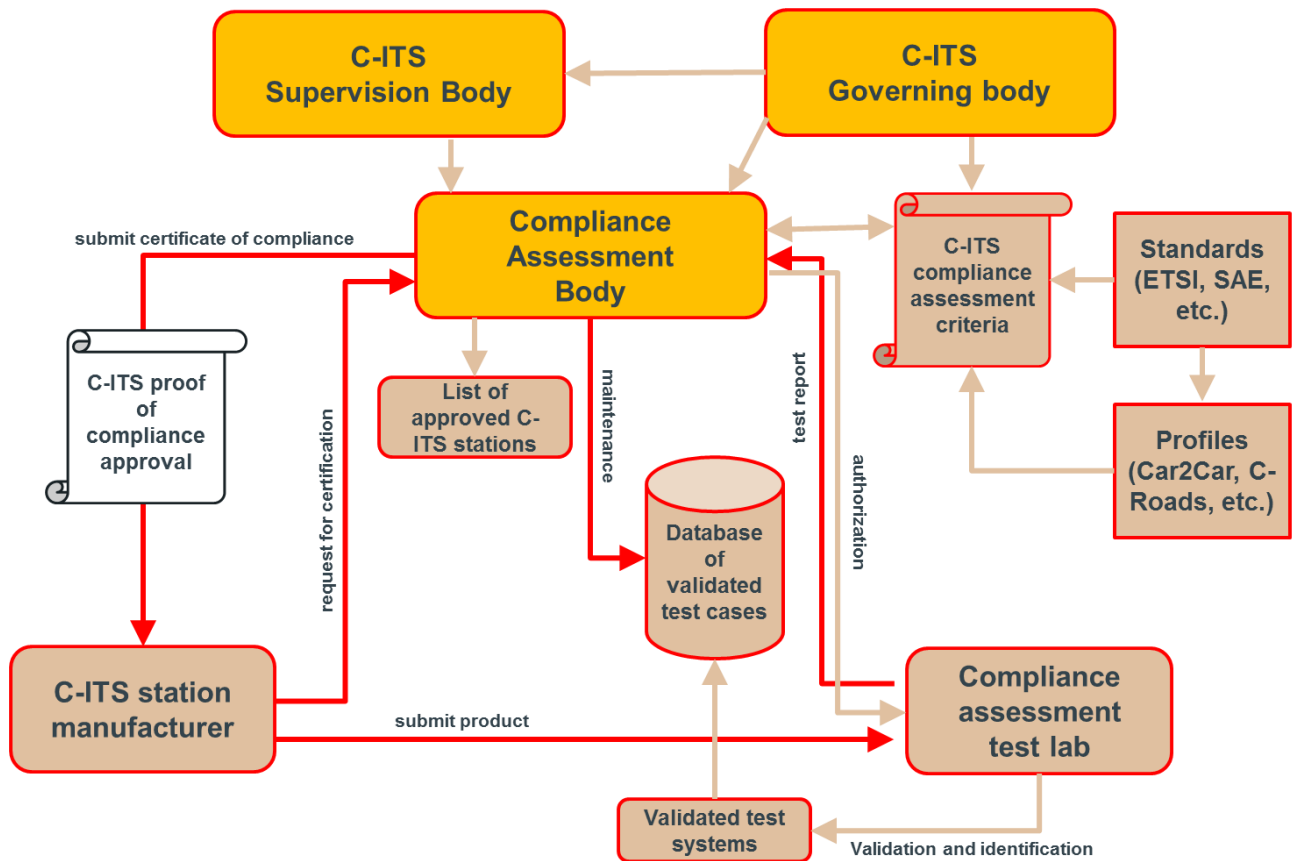 C-ITS
Supervision Body
C-ITS
Governing body
submit certificate of compliance
Compliance
Assessment
Body
C-ITS
compliance
assessment
criteria
Standards
(ETSI, SAE,
etc.)
C-ITS proof
of
compliance
approval
request for certification
List of
approved C-
ITS stations
maintenance
test report
authorization
Profiles
(Car2Car, C-
Roads, etc.)
Database
of
validated
test cases
C-ITS station
manufacturer
submit product
Compliance
assessment
test lab
Validated test
systems
Validation and identification